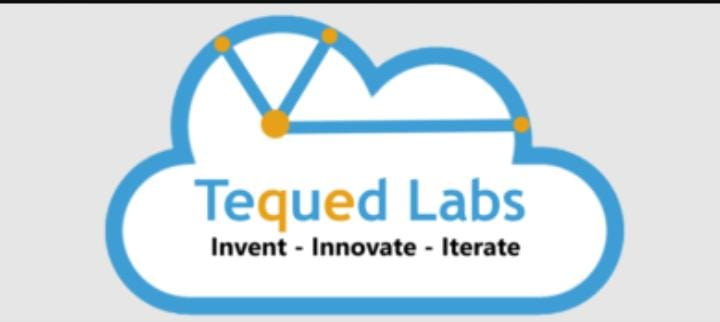 Tequed Labs
Invent - Innovate - Iterate